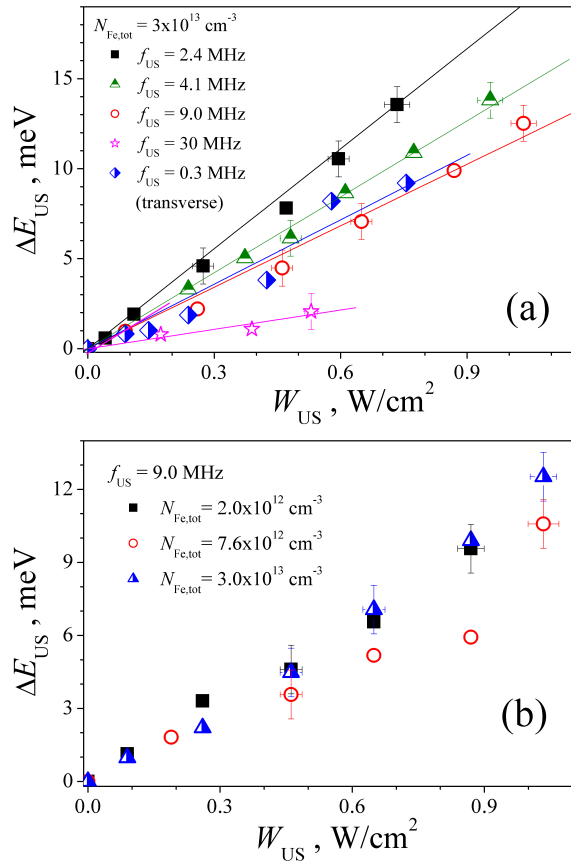 N_Fe,tot = 3x10^13 cm^-3
f_US = 2.4 MHz
f_US = 4.1 MHz
f_US = 9.0 MHz
f_US = 30 MHz
f_US = 0.3 MHz
(transverse)
15
10
5
0
ΔE_US , meV
(a)
0.0 0.3 0.6 0.9
W_US , W/cm^2
f_US = 9.0 MHz
N_Fe,tot = 2.0x10^12 cm^-3
N_Fe,tot = 7.6x10^12 cm^-3
N_Fe,tot = 3.0x10^13 cm^-3
12
9
6
3
0
ΔE_US , meV
(b)
0.0 0.3 0.6 0.9
W_US , W/cm^2